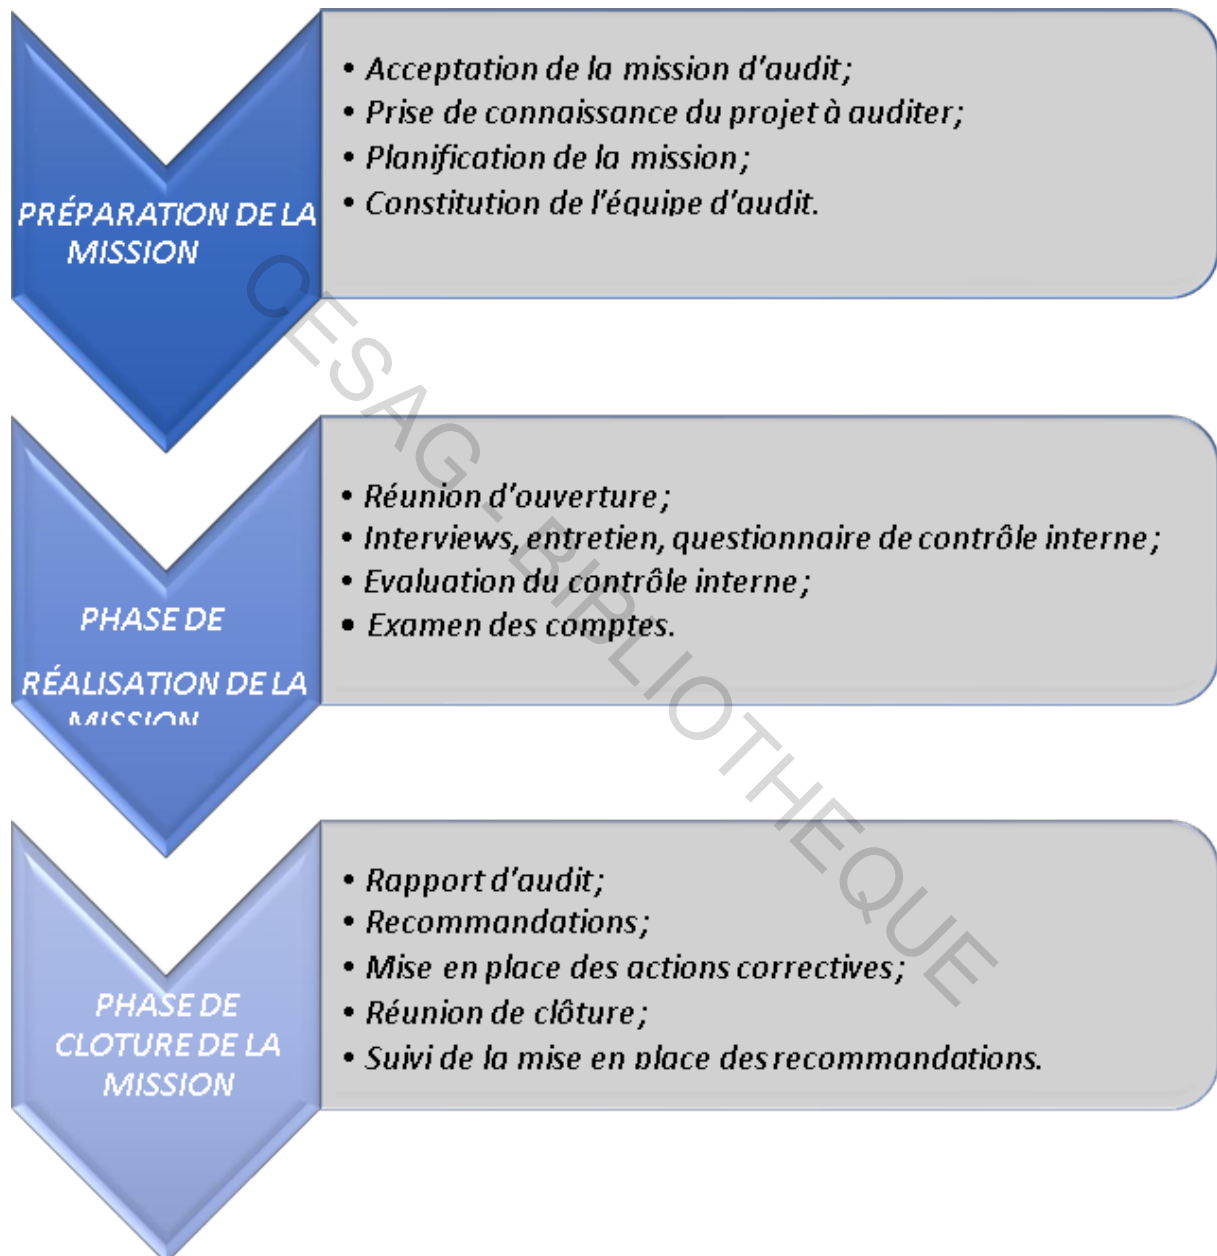 PRÉPARATION DE LA
MISSION
• Acceptation de la mission d'audit;
• Prise de connaissance du projet à auditer;
• Planification de la mission;
• Constitution de l'équipe d'audit.
PHASE DE
RÉALISATION DE LA
MISSION
• Réunion d'ouverture;
• Interviews, entretien, questionnaire de contrôle interne;
• Evaluation du contrôle interne;
• Examen des comptes.
PHASE DE
CLOTURE DE LA
MISSION
• Rapport d'audit;
• Recommandations;
• Mise en place des actions correctives;
• Réunion de clôture;
• Suivi de la mise en place des recommandations.
CESAG - BIBLIOTHEQUE